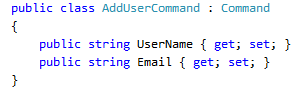 public class AddUserCommand : Command
{
    public string UserName { get; set; }
    public string Email { get; set; }
}